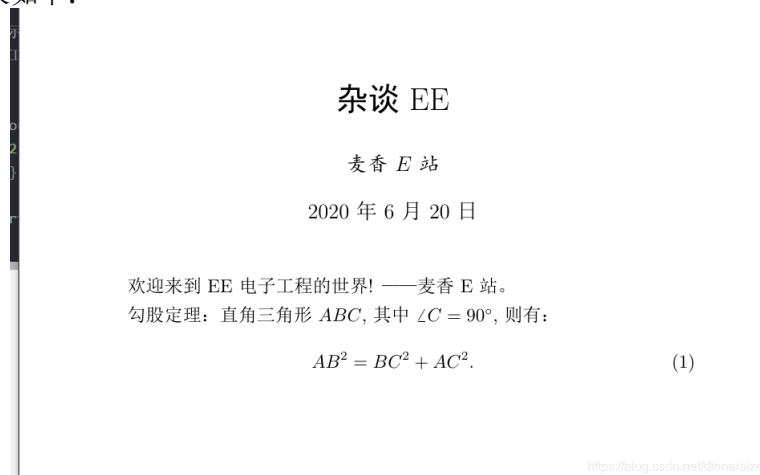 杂谈 EE
麦香 E 站
2020 年 6 月 20 日
欢迎来到 EE 电子工程的世界! ——麦香 E 站。
勾股定理：直角三角形 ABC, 其中 ∠C = 90°, 则有：
AB² = BC² + AC². (1)
https://blog.csdn.net/dinnersize